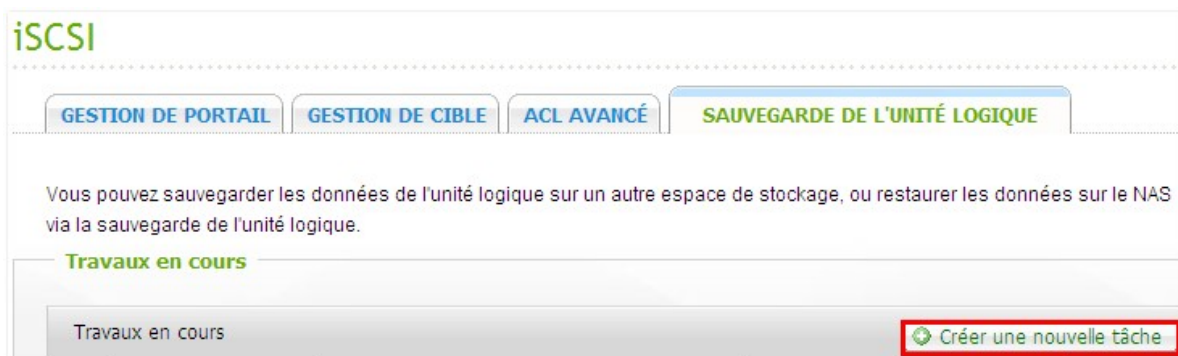 iSCSI
GESTION DE PORTAIL GESTION DE CIBLE ACL AVANCÉ SAUVEGARDE DE L'UNITÉ LOGIQUE
Vous pouvez sauvegarder les données de l'unité logique sur un autre espace de stockage, ou restaurer les données sur le NAS
via la sauvegarde de l'unité logique.
Travaux en cours
Travaux en cours Créer une nouvelle tâche